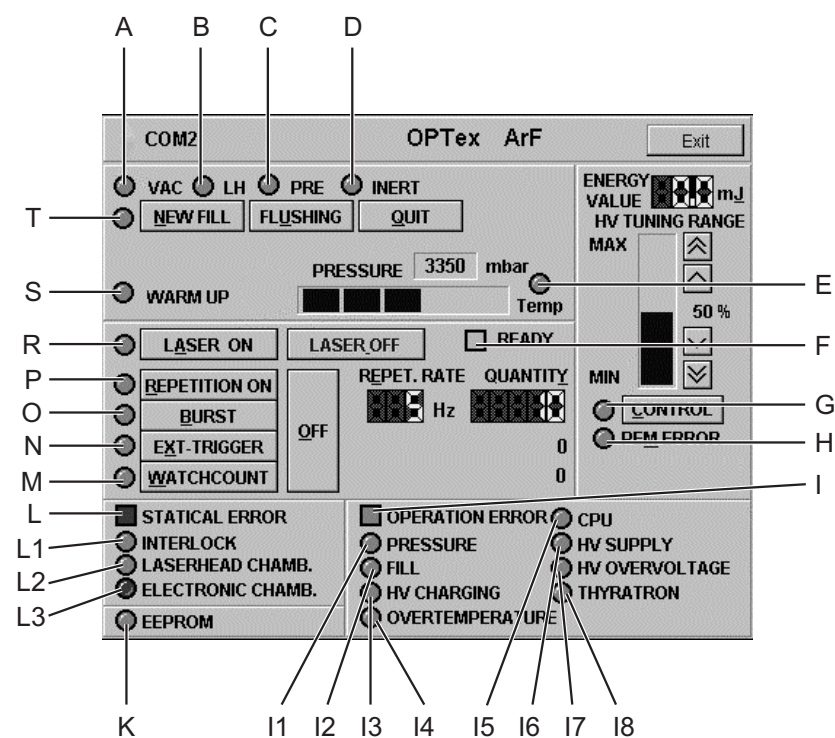 A B C D
COM2 OPTex ArF Exit
VAC LH PRE INERT
T NEW FILL FLUSHING QUIT
ENERGY VALUE mJ
HV TUNING RANGE
MAX
PRESSURE 3350 mbar
S WARM UP Temp E
50 %
R LASER ON LASER OFF READY F
P REPETITION ON REPET. RATE QUANTITY MIN
O BURST OFF Hz CONTROL G
N EXT-TRIGGER 0 PEM ERROR H
M WATCHCOUNT 0
I
L STATICAL ERROR OPERATION ERROR CPU
L1 INTERLOCK PRESSURE HV SUPPLY
L2 LASERHEAD CHAMB. FILL HV OVERVOLTAGE
L3 ELECTRONIC CHAMB. HV CHARGING THYRATRON
EEPROM OVERTEMPERATURE
K I1 I2 I3 I4 I5 I6 I7 I8